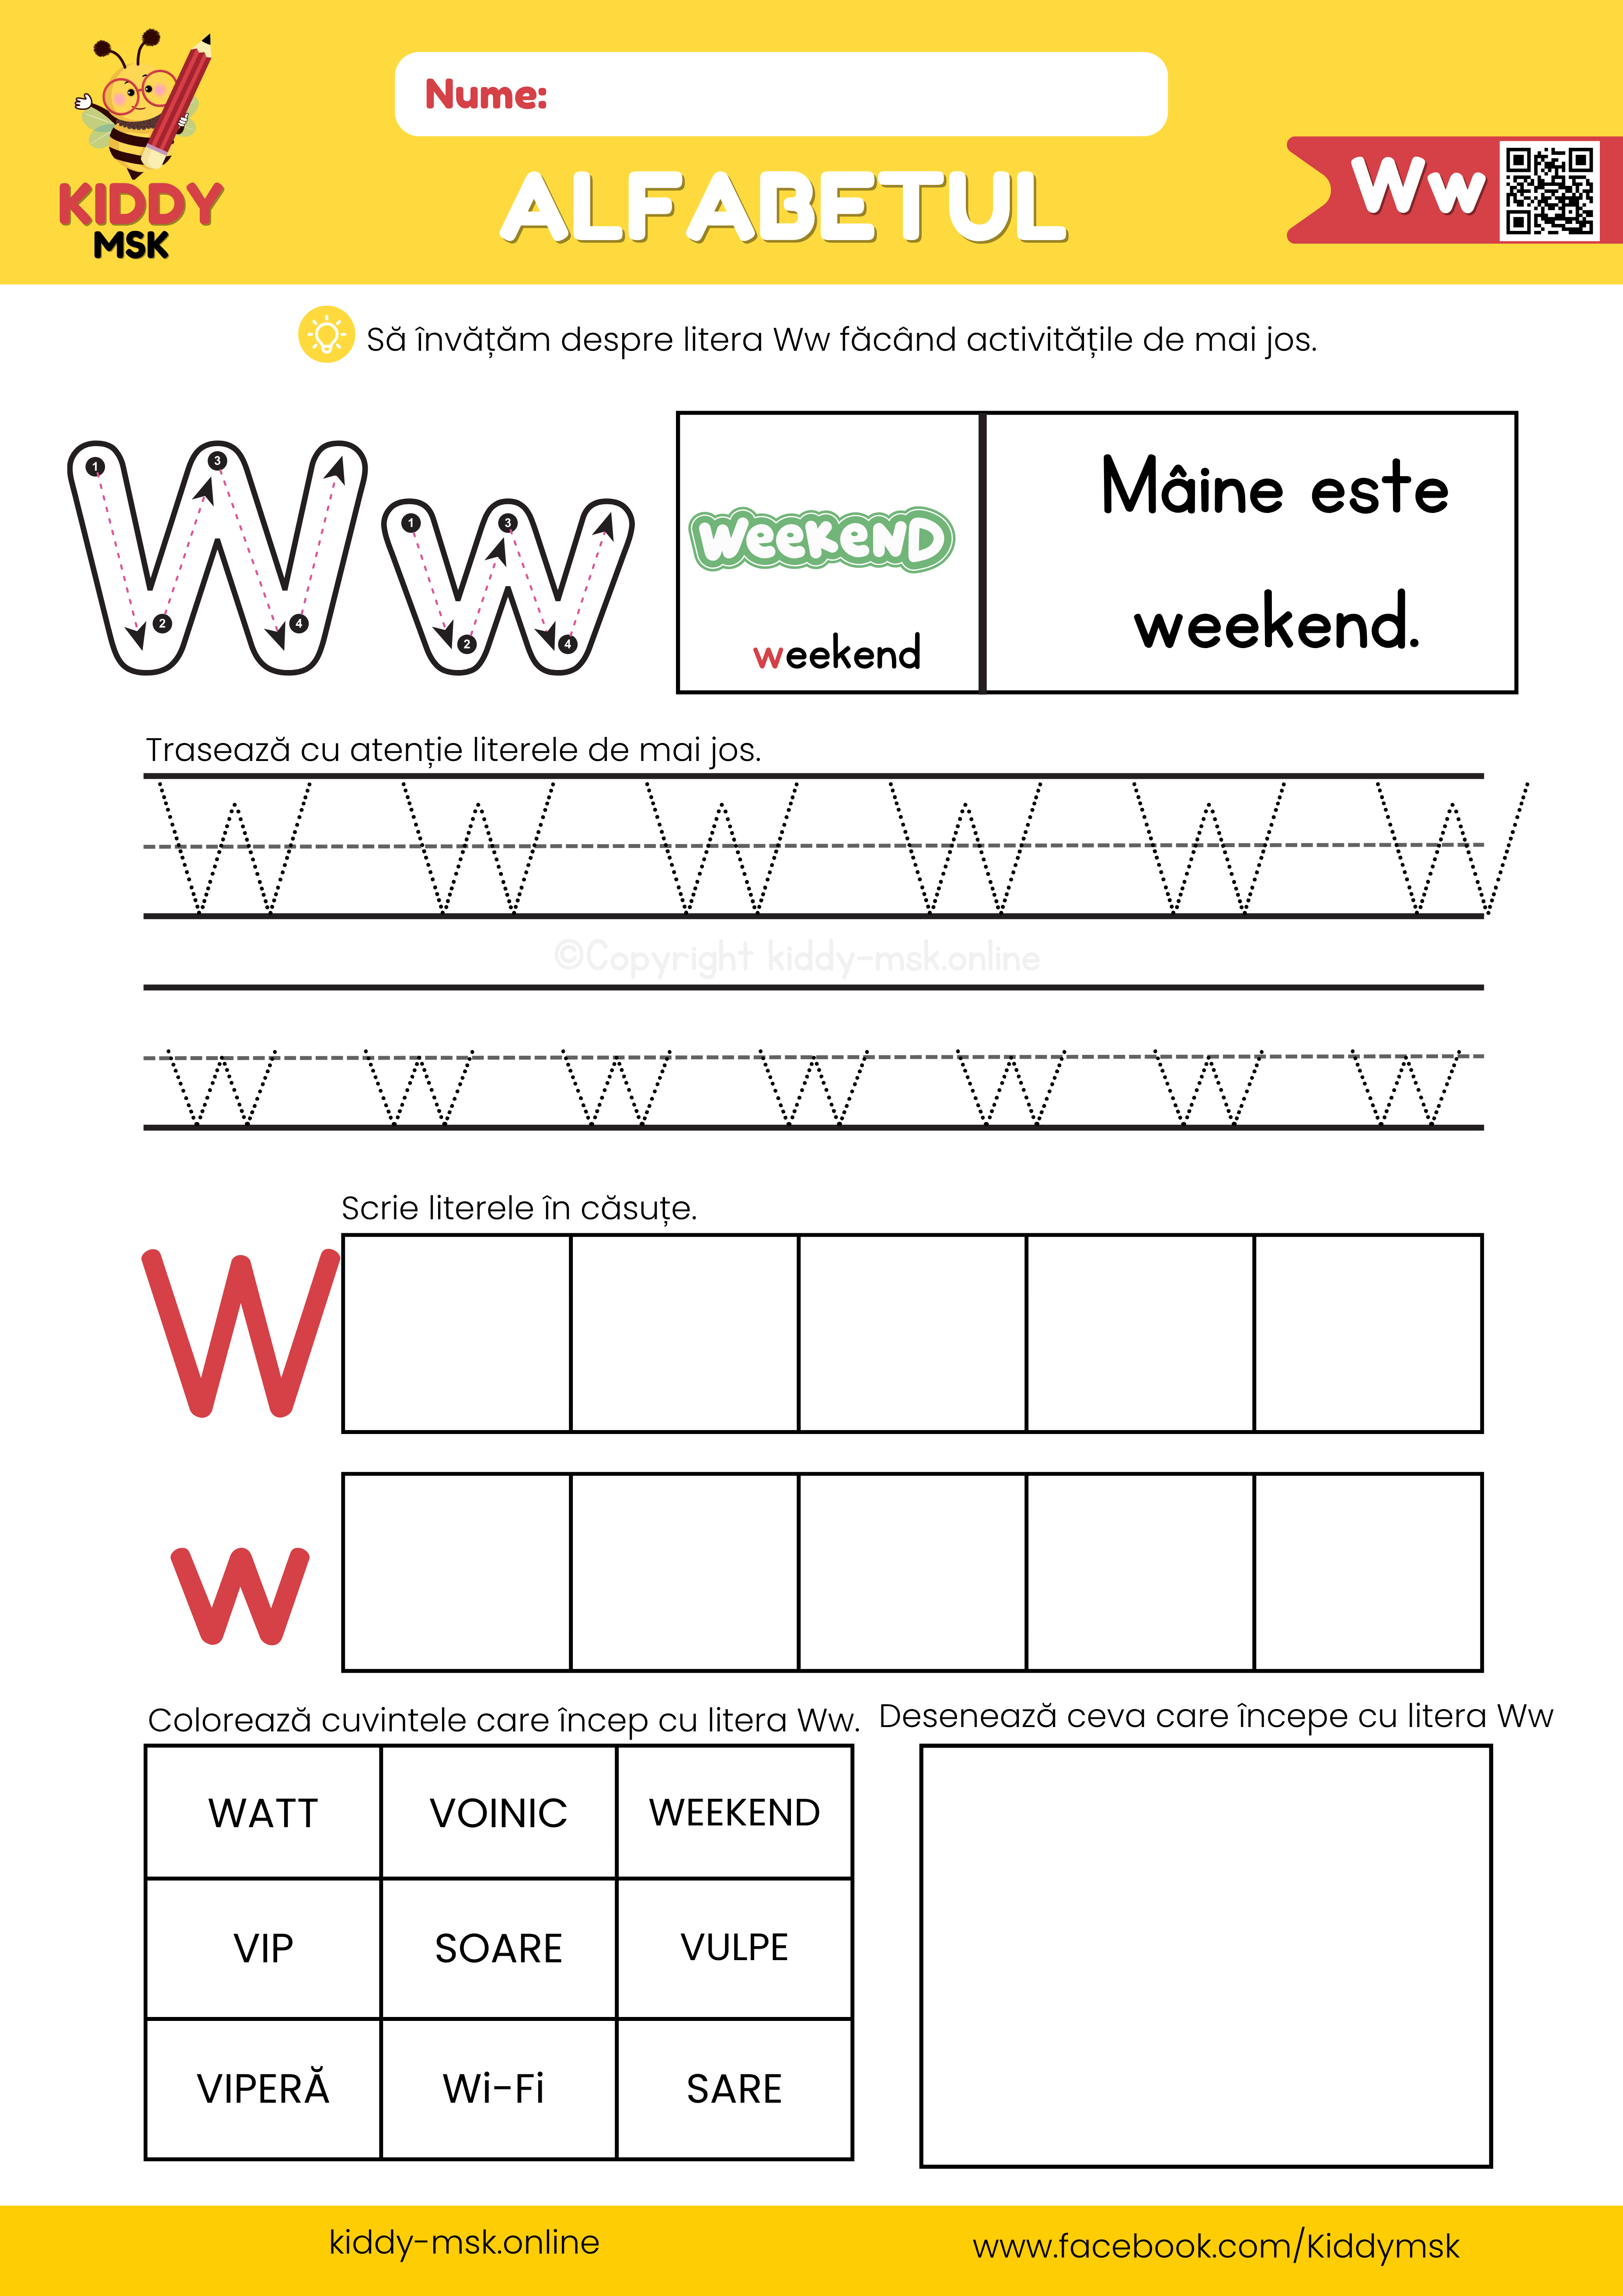 Nume:
KIDDY
MSK
ALFABETUL
Ww
Să învățăm despre litera Ww făcând activitățile de mai jos.
W w
1 3 2 4
1 3 2 4
WEEKEND
weekend
Mâine este
weekend.
Trasează cu atenție literele de mai jos.
W W W W W W
©Copyright kiddy-msk.online
w w w w w w w
Scrie literele în căsuțe.
W
w
Colorează cuvintele care încep cu litera Ww.
Desenează ceva care începe cu litera Ww
WATT VOINIC WEEKEND
VIP SOARE VULPE
VIPERĂ Wi-Fi SARE
kiddy-msk.online
www.facebook.com/Kiddymsk